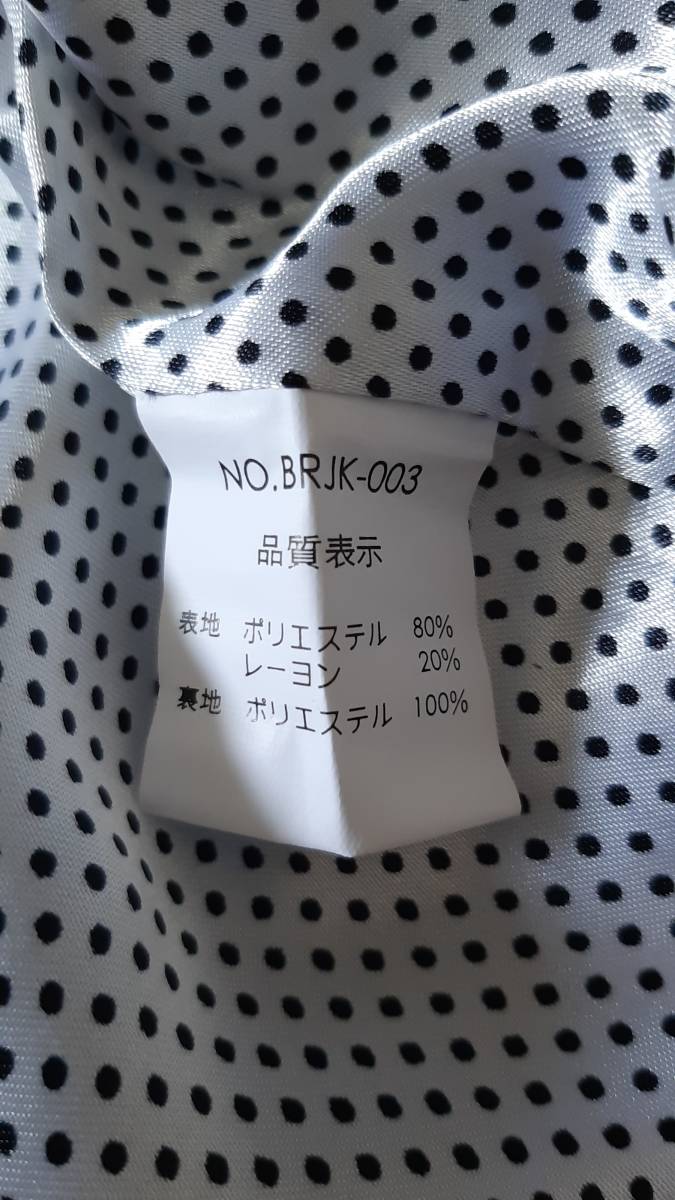 NO.BRJK-003
品質表示
表地 ポリエステル 80%
レーヨン 20%
裏地 ポリエステル 100%